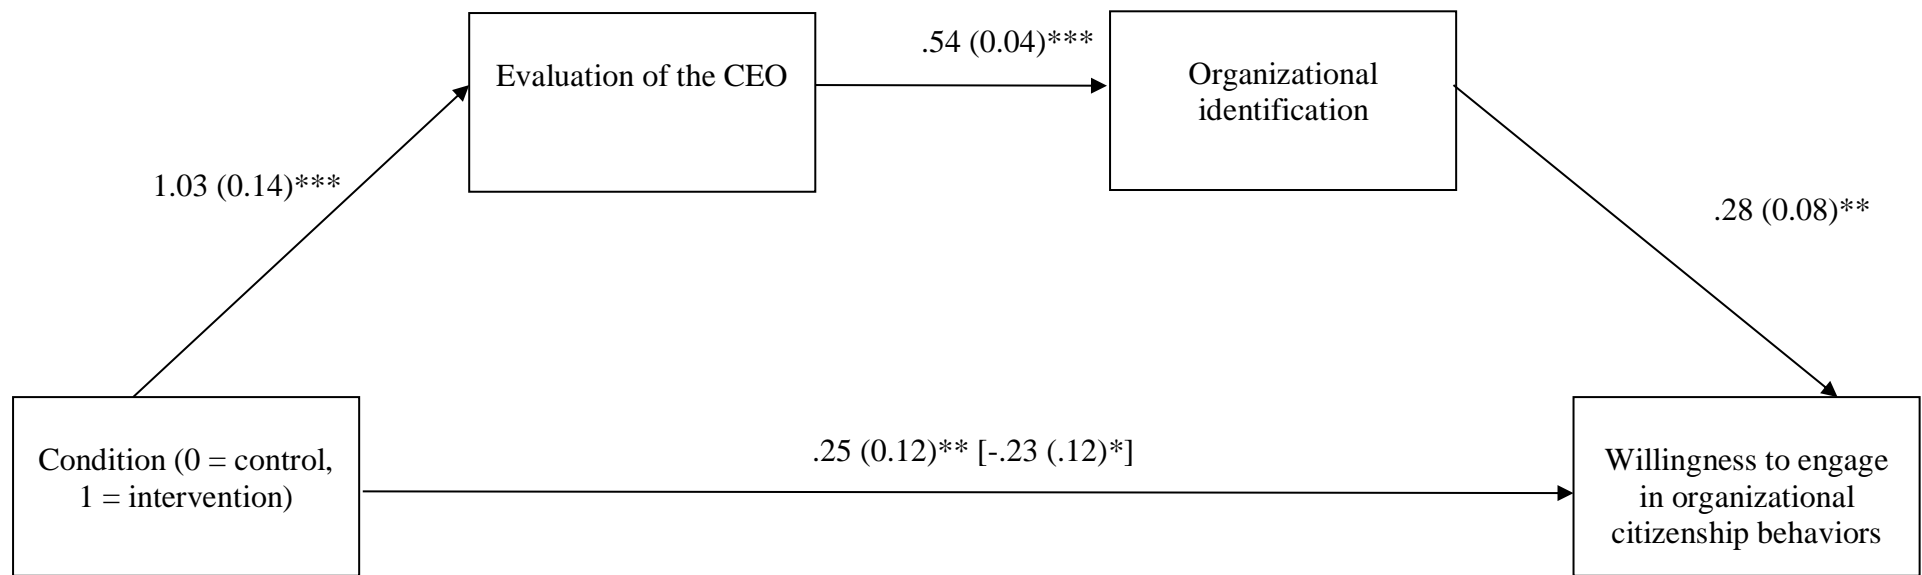 Evaluation of the CEO
.54 (0.04)***
Organizational
identification
1.03 (0.14)***
.28 (0.08)**
Condition (0 = control,
1 = intervention)
.25 (0.12)** [-.23 (.12)*]
Willingness to engage
in organizational
citizenship behaviors